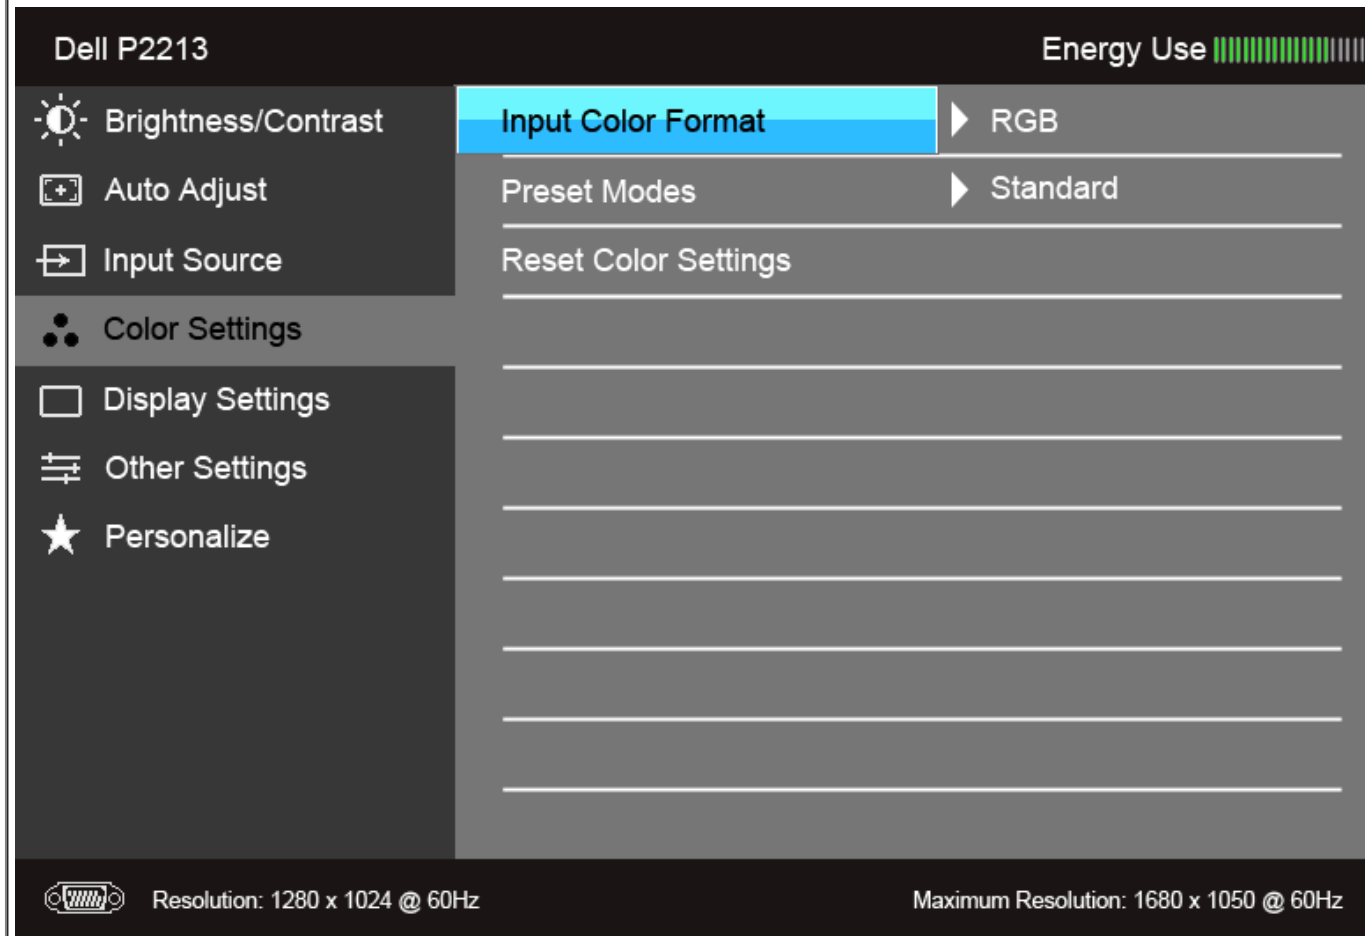 Dell P2213
Energy Use
Brightness/Contrast
Input Color Format
RGB
Auto Adjust
Preset Modes
Standard
Input Source
Reset Color Settings
Color Settings
Display Settings
Other Settings
Personalize
Resolution: 1280 x 1024 @ 60Hz
Maximum Resolution: 1680 x 1050 @ 60Hz